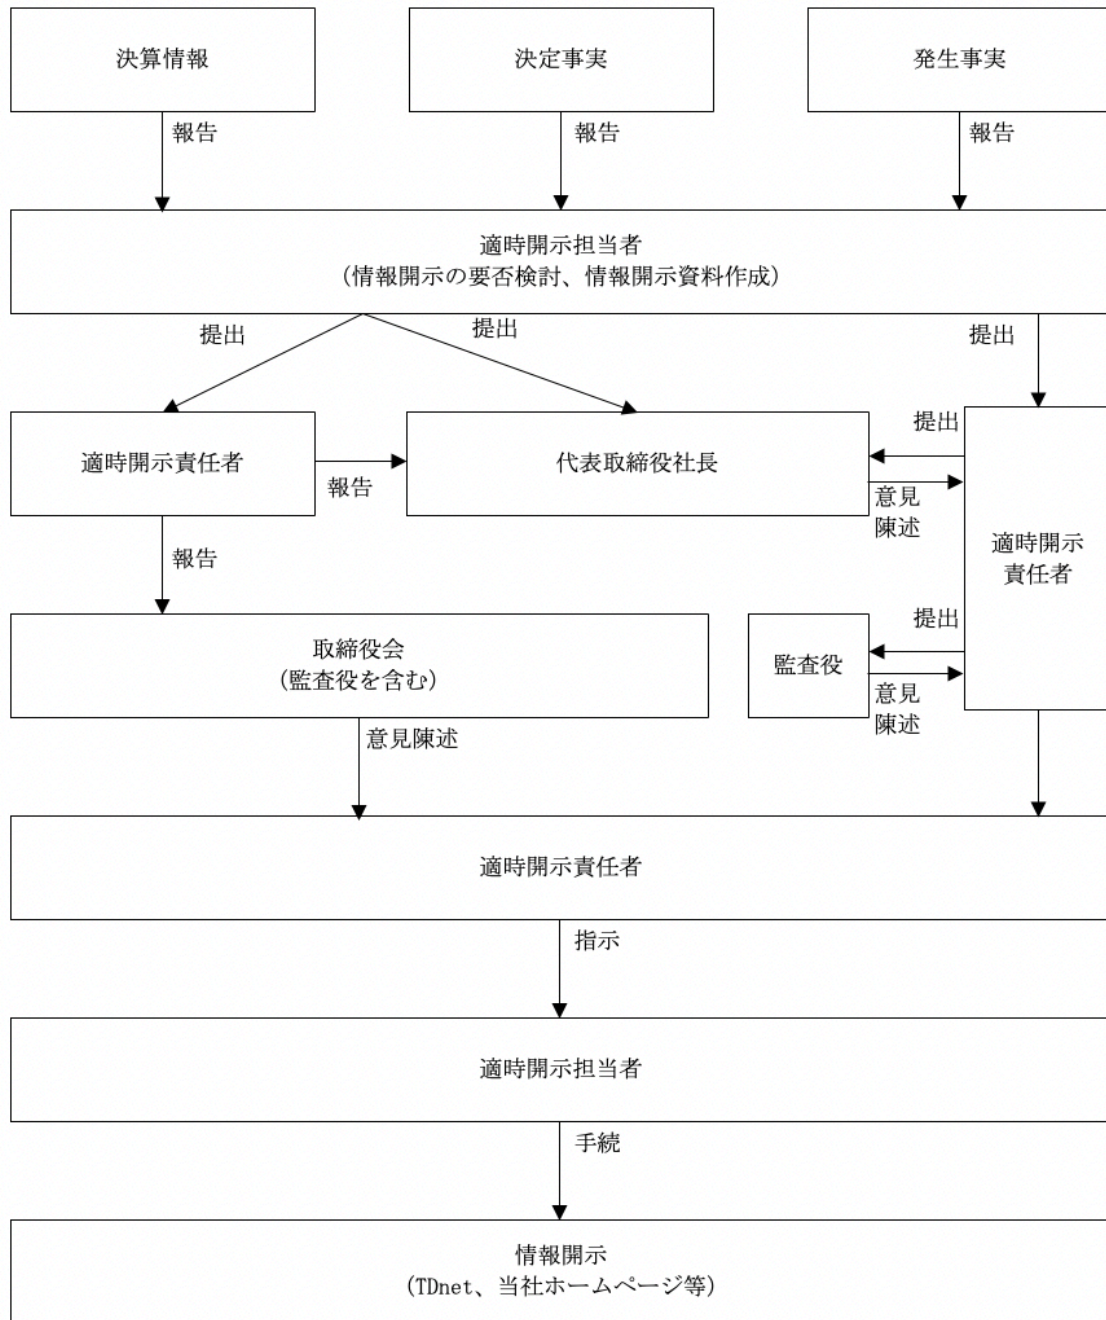 決算情報
決定事実
発生事実
報告
報告
報告
適時開示担当者
(情報開示の要否検討、情報開示資料作成)
提出
提出
提出
適時開示責任者
報告
代表取締役社長
提出
意見
陳述
適時開示
責任者
報告
取締役会
(監査役を含む)
監査役
提出
意見
陳述
意見陳述
適時開示責任者
指示
適時開示担当者
手続
情報開示
(TDnet、当社ホームページ等)